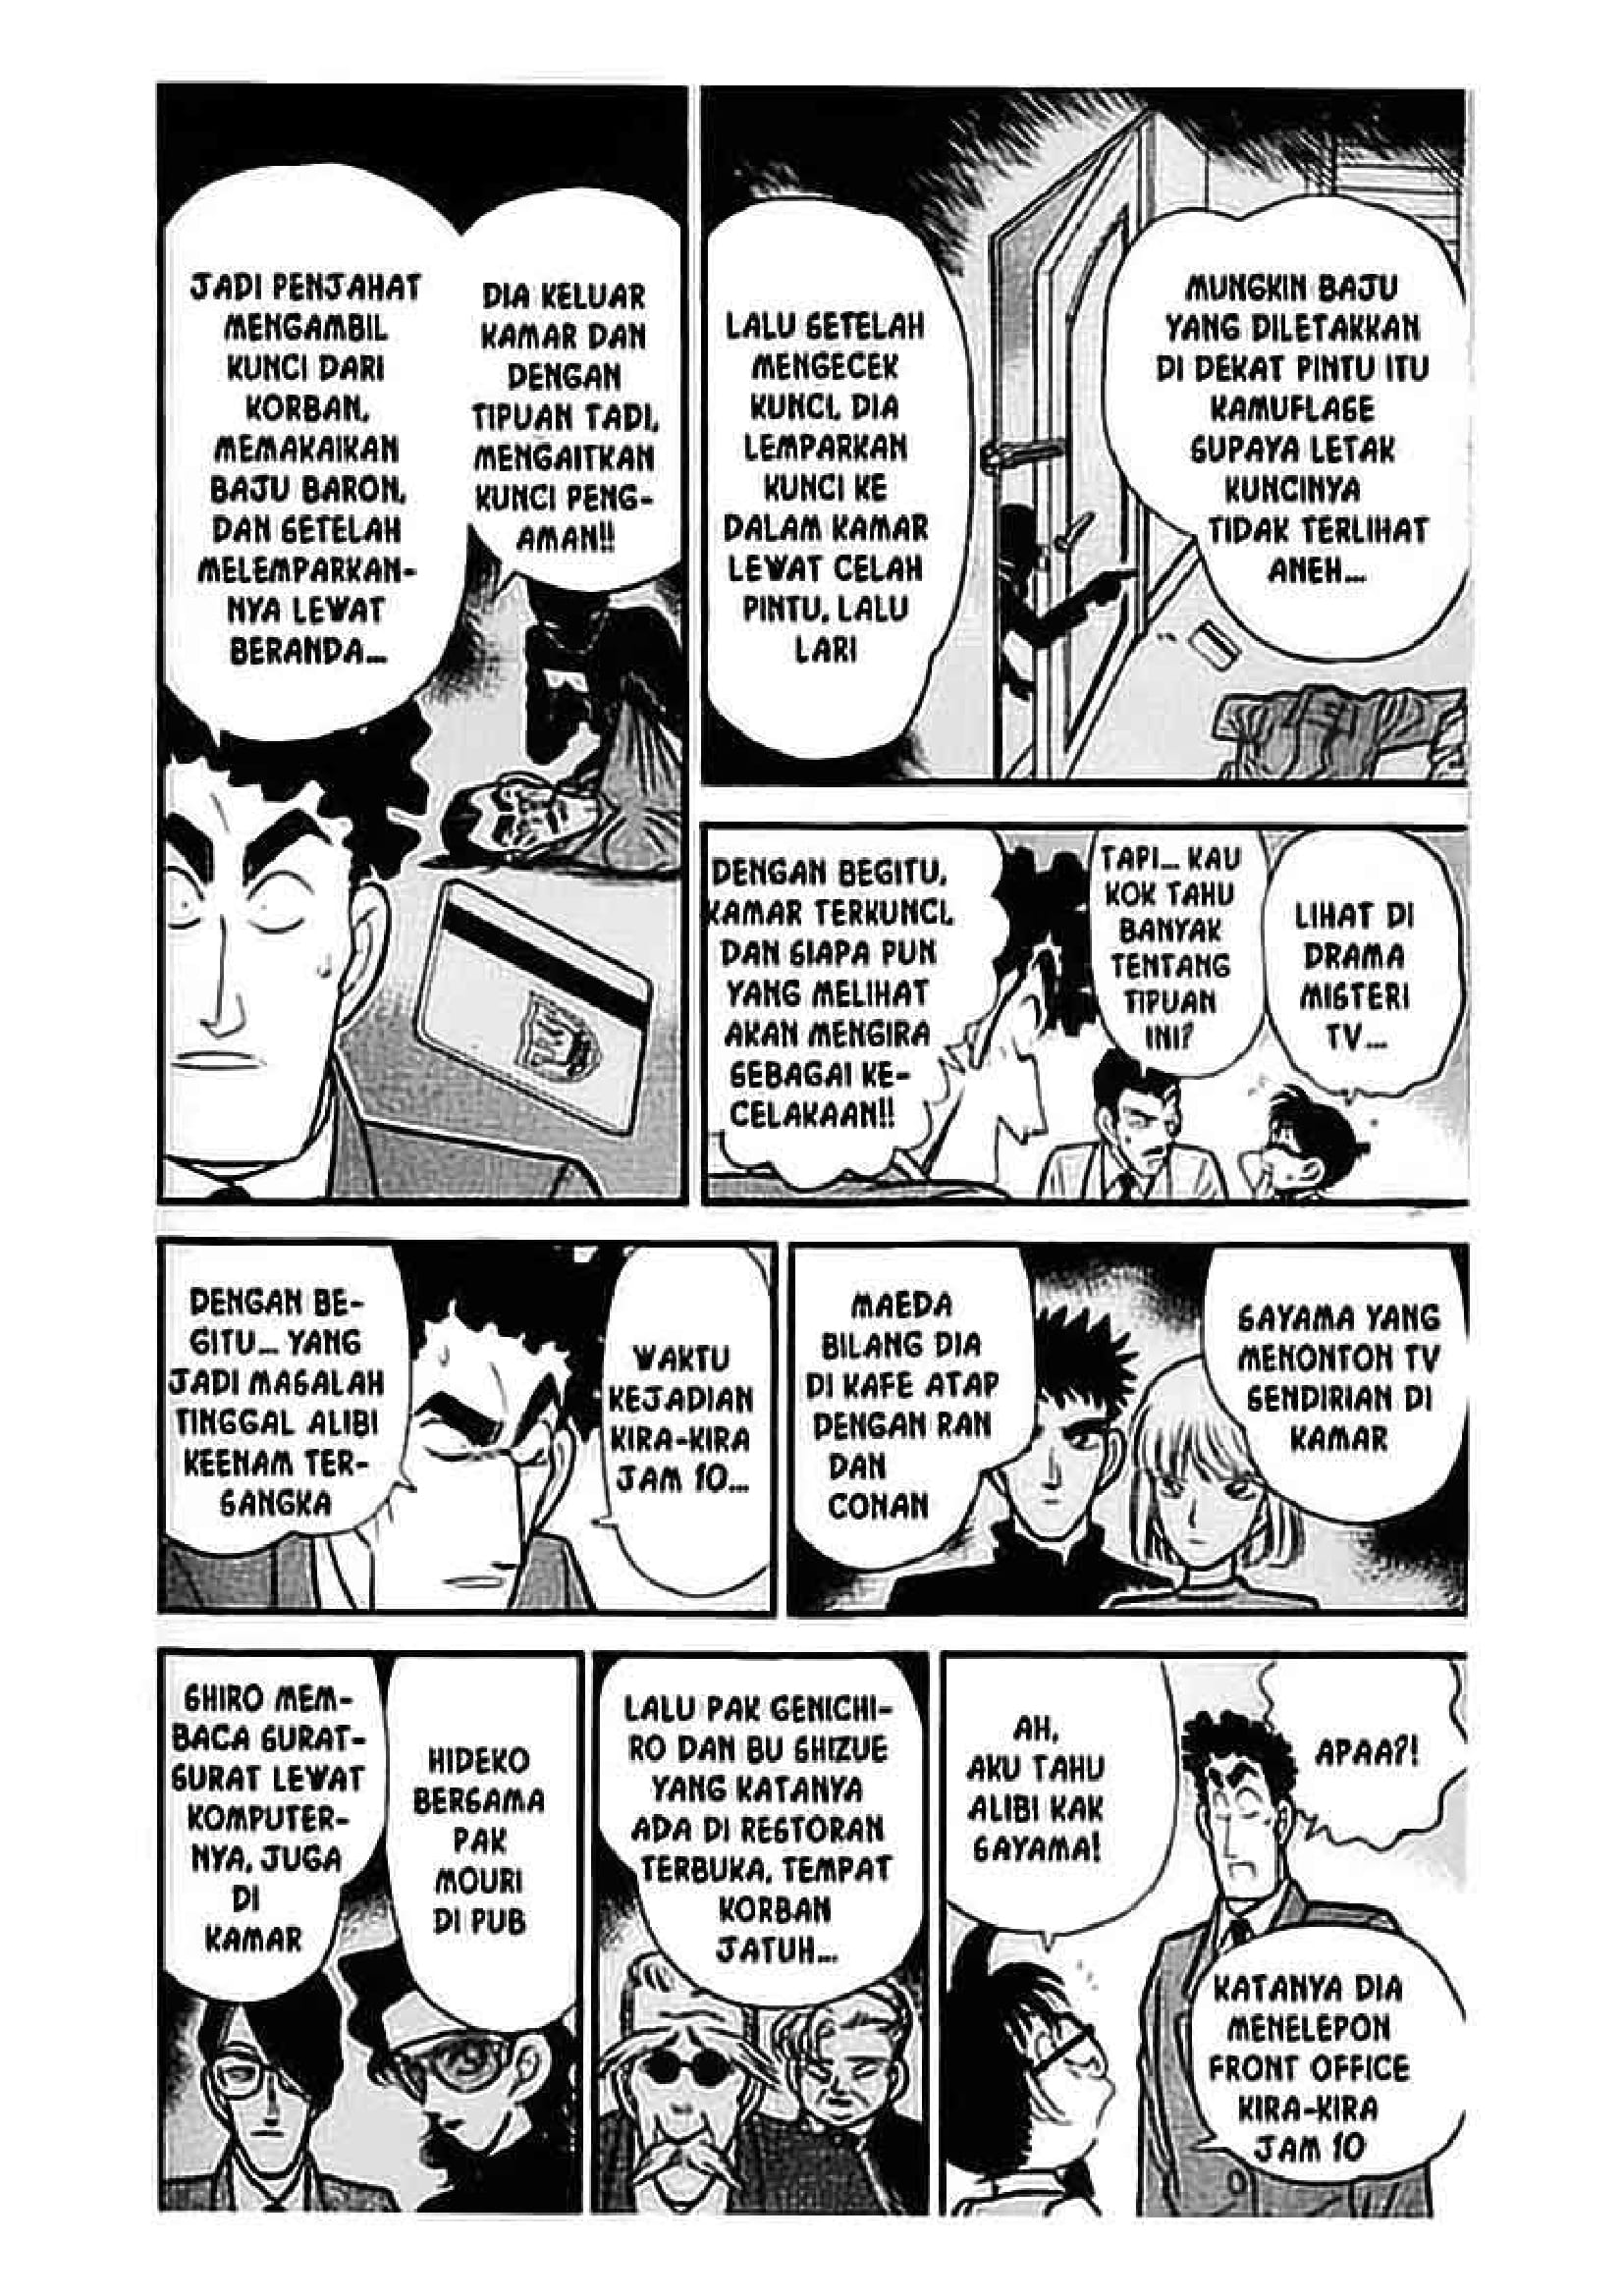 JADI PENJAHAT
MENGAMBIL
KUNCI DARI
KORBAN,
MEMAKAIKAN
BAJU BARON,
DAN SETELAH
MELEMPARKAN-
NYA LEWAT
BERANDA...
DIA KELUAR
KAMAR DAN
DENGAN
TIPUAN TADI,
MENGAITKAN
KUNCI PENG-
AMAN!!
LALU SETELAH
MENGECEK
KUNCI, DIA
LEMPARKAN
KUNCI KE
DALAM KAMAR
LEWAT CELAH
PINTU, LALU
LARI
MUNGKIN BAJU
YANG DILETAKKAN
DI DEKAT PINTU ITU
KAMUFLASE
SUPAYA LETAK
KUNCINYA
TIDAK TERLIHAT
ANEH...
DENGAN BEGITU,
KAMAR TERKUNCI,
DAN SIAPA PUN
YANG MELIHAT
AKAN MENGIRA
SEBAGAI KE-
CELAKAAN!!
TAPI... KAU
KOK TAHU
BANYAK
TENTANG
TIPUAN
INI?
LIHAT DI
DRAMA
MISTERI
TV...
DENGAN BE-
GITU... YANG
JADI MASALAH
TINGGAL ALIBI
KEENAM TER-
SANGKA
WAKTU
KEJADIAN
KIRA-KIRA
JAM 10...
MAEDA
BILANG DIA
DI KAFE ATAP
DENGAN RAN
DAN
CONAN
SAYAMA YANG
MENONTON TV
SENDIRIAN DI
KAMAR
SHIRO MEM-
BACA SURAT-
SURAT LEWAT
KOMPUTER-
NYA, JUGA
DI
KAMAR
HIDEKO
BERSAMA
PAK
MOURI
DI PUB
LALU PAK GENICHI-
RO DAN BU SHIZUE
YANG KATANYA
ADA DI RESTORAN
TERBUKA, TEMPAT
KORBAN
JATUH...
AH,
AKU TAHU
ALIBI KAK
SAYAMA!
APAA?!
KATANYA DIA
MENELEPON
FRONT OFFICE
KIRA-KIRA
JAM 10